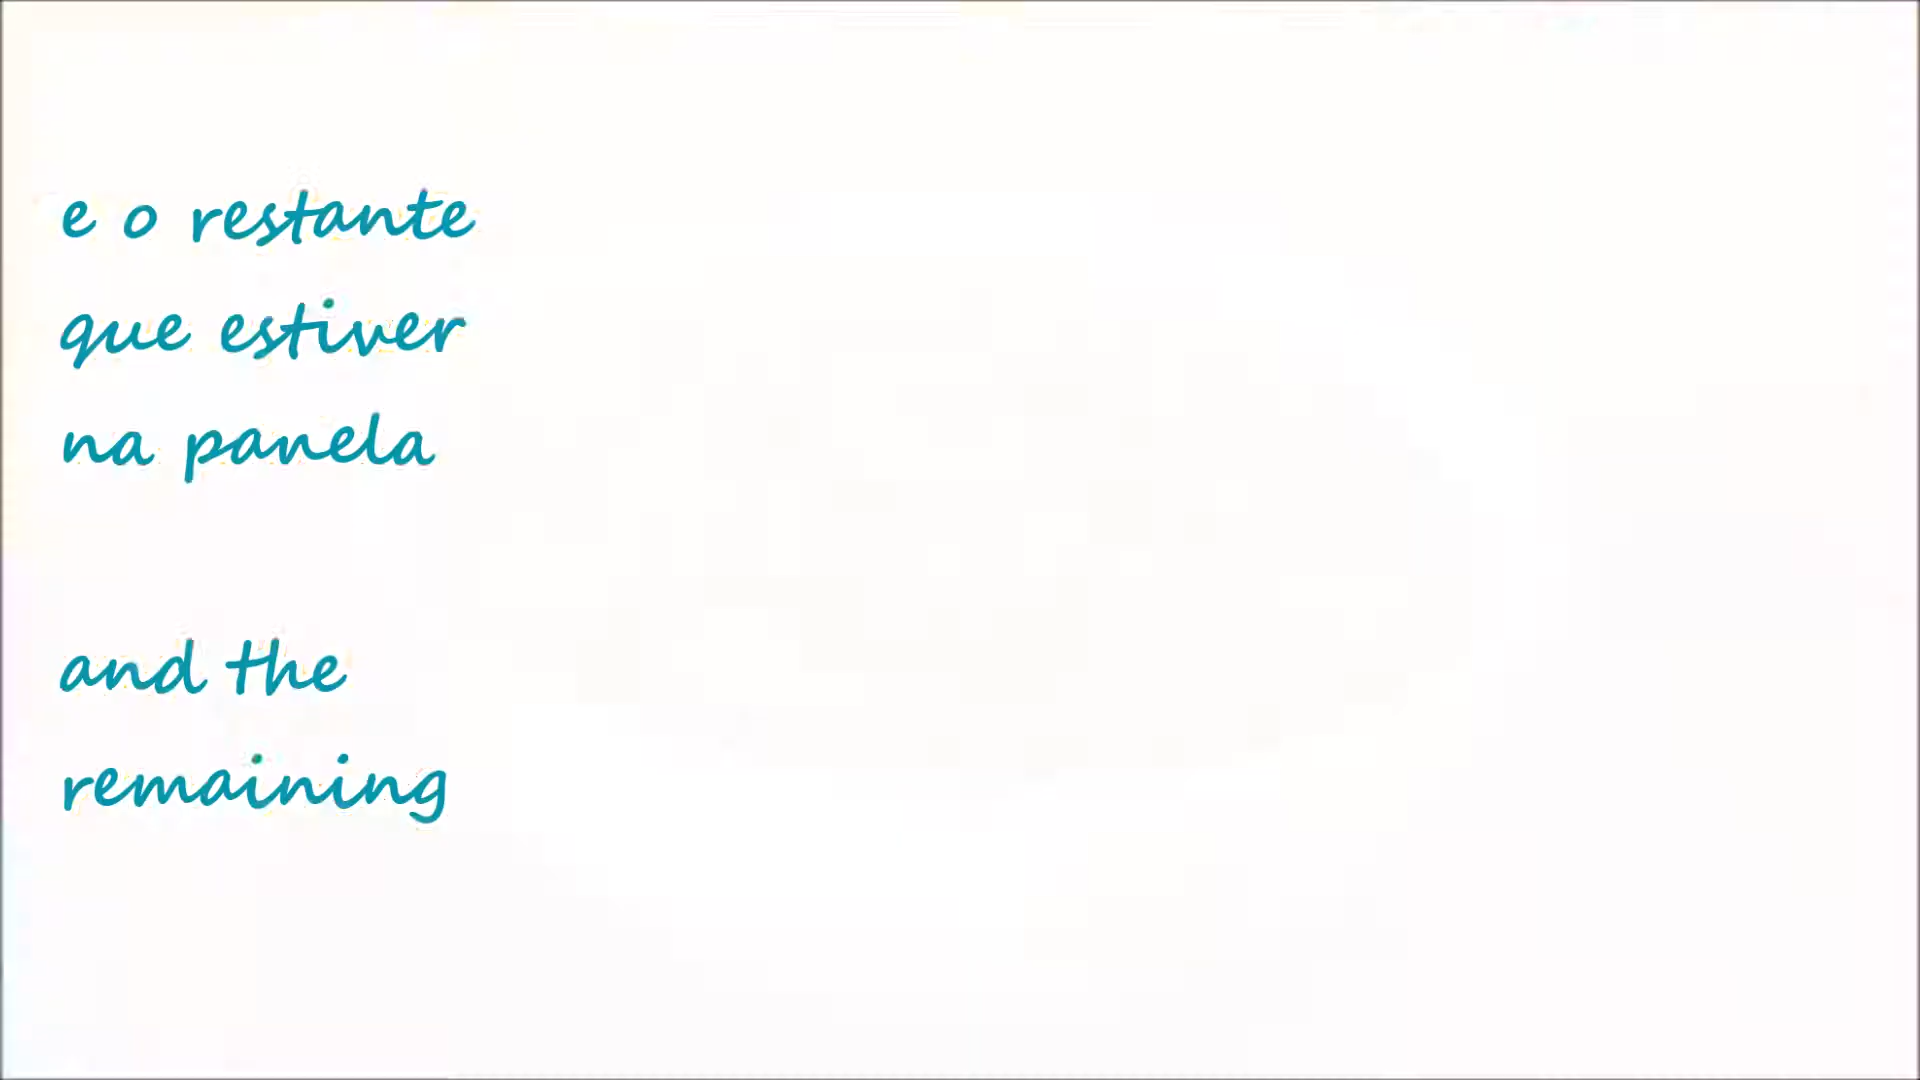 e o restante
que estiver
na panela
and the
remaining